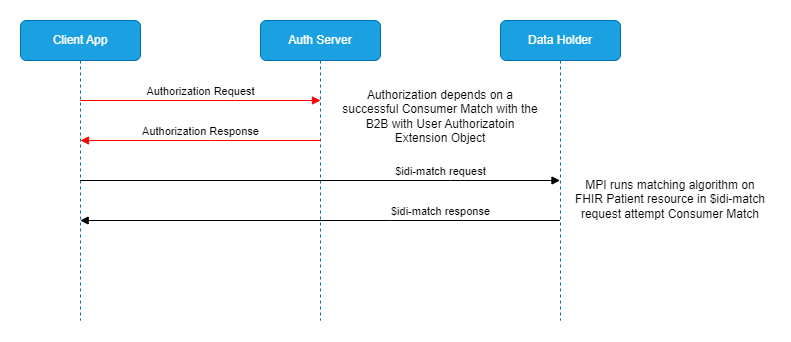 Client App
Auth Server
Data Holder
Authorization Request
Authorization depends on a
successful Consumer Match with the
B2B with User Authorizatoin
Extension Object
Authorization Response
$idi-match request
MPI runs matching algorithm on
FHIR Patient resource in $idi-match
request attempt Consumer Match
$idi-match response